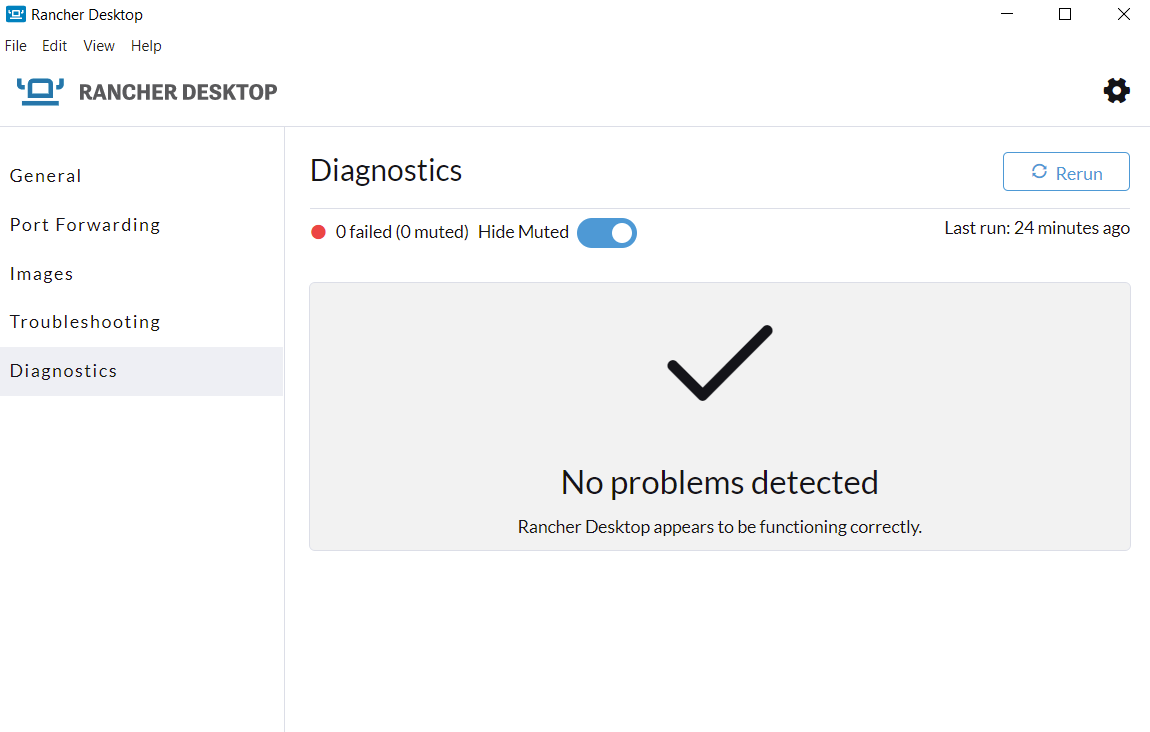 Rancher Desktop
File Edit View Help
RANCHER DESKTOP
General
Port Forwarding
Images
Troubleshooting
Diagnostics
Diagnostics
Rerun
0 failed (0 muted) Hide Muted
Last run: 24 minutes ago
No problems detected
Rancher Desktop appears to be functioning correctly.